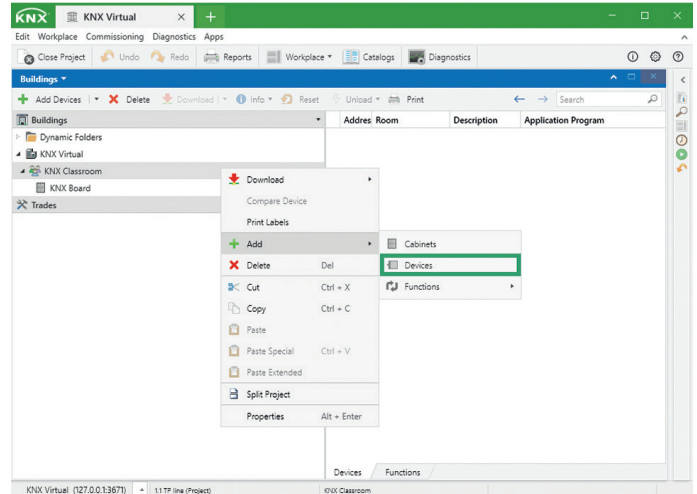 KNX KNX Virtual
Edit Workplace Commissioning Diagnostics Apps
Close Project Undo Redo Reports Workplace Catalogs Diagnostics
Buildings
Add Devices Delete Download Info Reset Unload Print Search
Buildings
Addres Room Description Application Program
Dynamic Folders
KNX Virtual
KNX Classroom
KNX Board
Trades
Download
Compare Device
Print Labels
Add
Cabinets
Delete Del
Devices
Cut Ctrl + X
Functions
Copy Ctrl + C
Paste
Paste Special Ctrl + V
Paste Extended
Split Project
Properties Alt + Enter
Devices Functions
KNX Virtual (127.0.0.1:3671) 1.1 TP line (Project) KNX Classroom